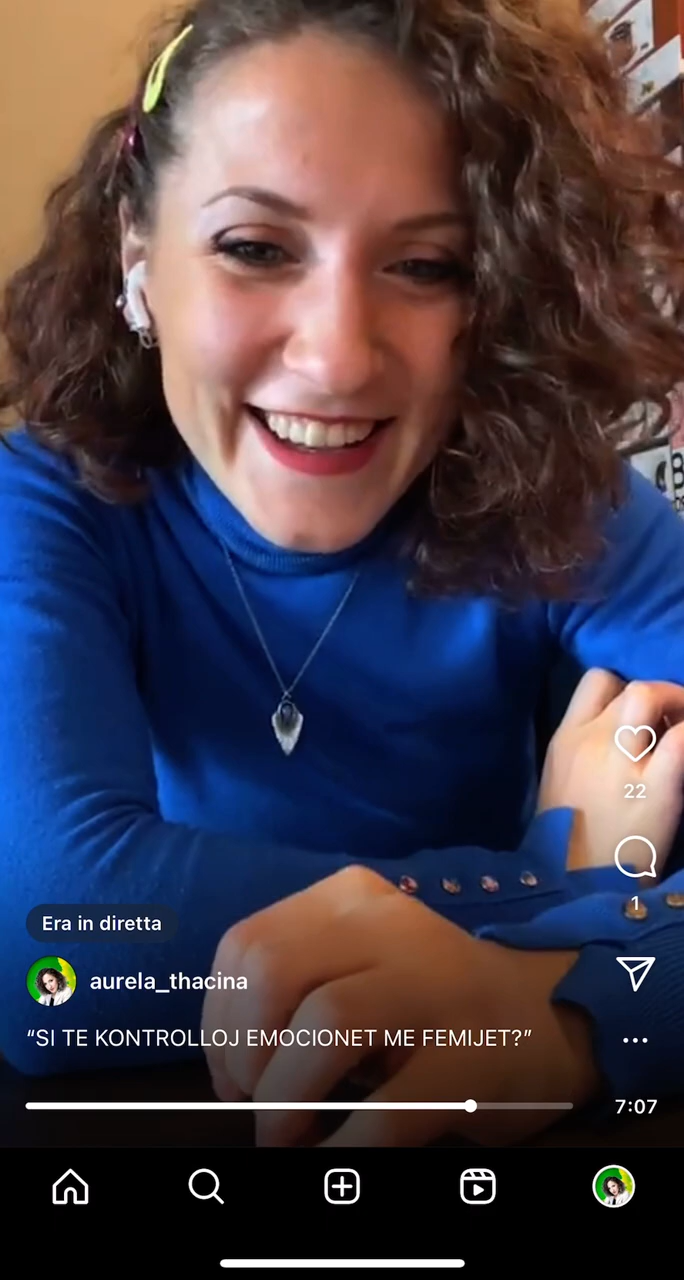 22
1
Era in diretta
aurela_thacina
“SI TE KONTROLLOJ EMOCIONET ME FEMIJET?”
7:07